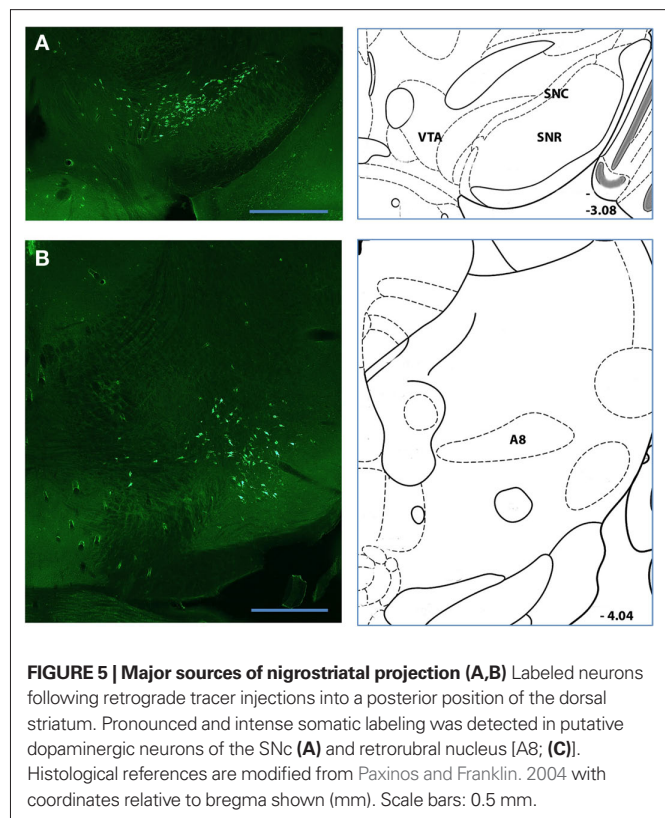 A
SNC
VTA
SNR
-
-3.08
B
A8
- 4.04
FIGURE 5 | Major sources of nigrostriatal projection (A,B) Labeled neurons
following retrograde tracer injections into a posterior position of the dorsal
striatum. Pronounced and intense somatic labeling was detected in putative
dopaminergic neurons of the SNc (A) and retrorubral nucleus [A8; (C)].
Histological references are modified from Paxinos and Franklin. 2004 with
coordinates relative to bregma shown (mm). Scale bars: 0.5 mm.